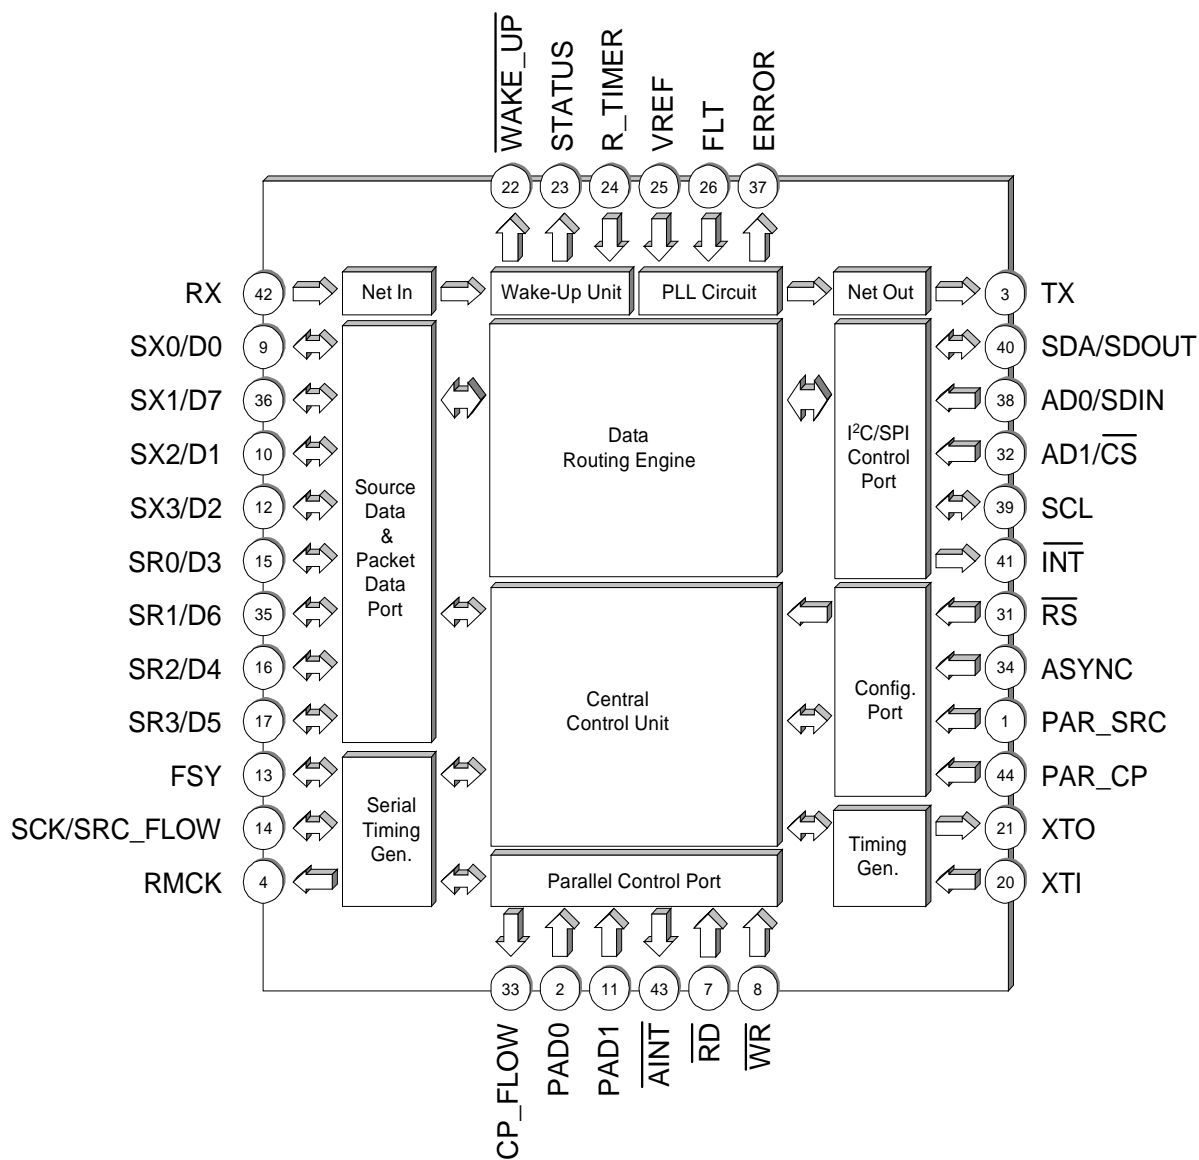 WAKE_UP
STATUS
R_TIMER
VREF
FLT
ERROR
22
23
24
25
26
37
RX
42
Net In
Wake-Up Unit
PLL Circuit
Net Out
3
TX
SX0/D0
9
40
SDA/SDOUT
SX1/D7
36
38
AD0/SDIN
SX2/D1
10
32
AD1/CS
SX3/D2
12
39
SCL
SR0/D3
15
41
INT
SR1/D6
35
31
RS
SR2/D4
16
34
ASYNC
SR3/D5
17
1
PAR_SRC
FSY
13
44
PAR_CP
SCK/SRC_FLOW
14
21
XTO
RMCK
4
20
XTI
Source
Data
&
Packet
Data
Port
Data
Routing Engine
I²C/SPI
Control
Port
Central
Control Unit
Config.
Port
Serial
Timing
Gen.
Timing
Gen.
Parallel Control Port
33
2
11
43
7
8
CP_FLOW
PAD0
PAD1
AINT
RD
WR